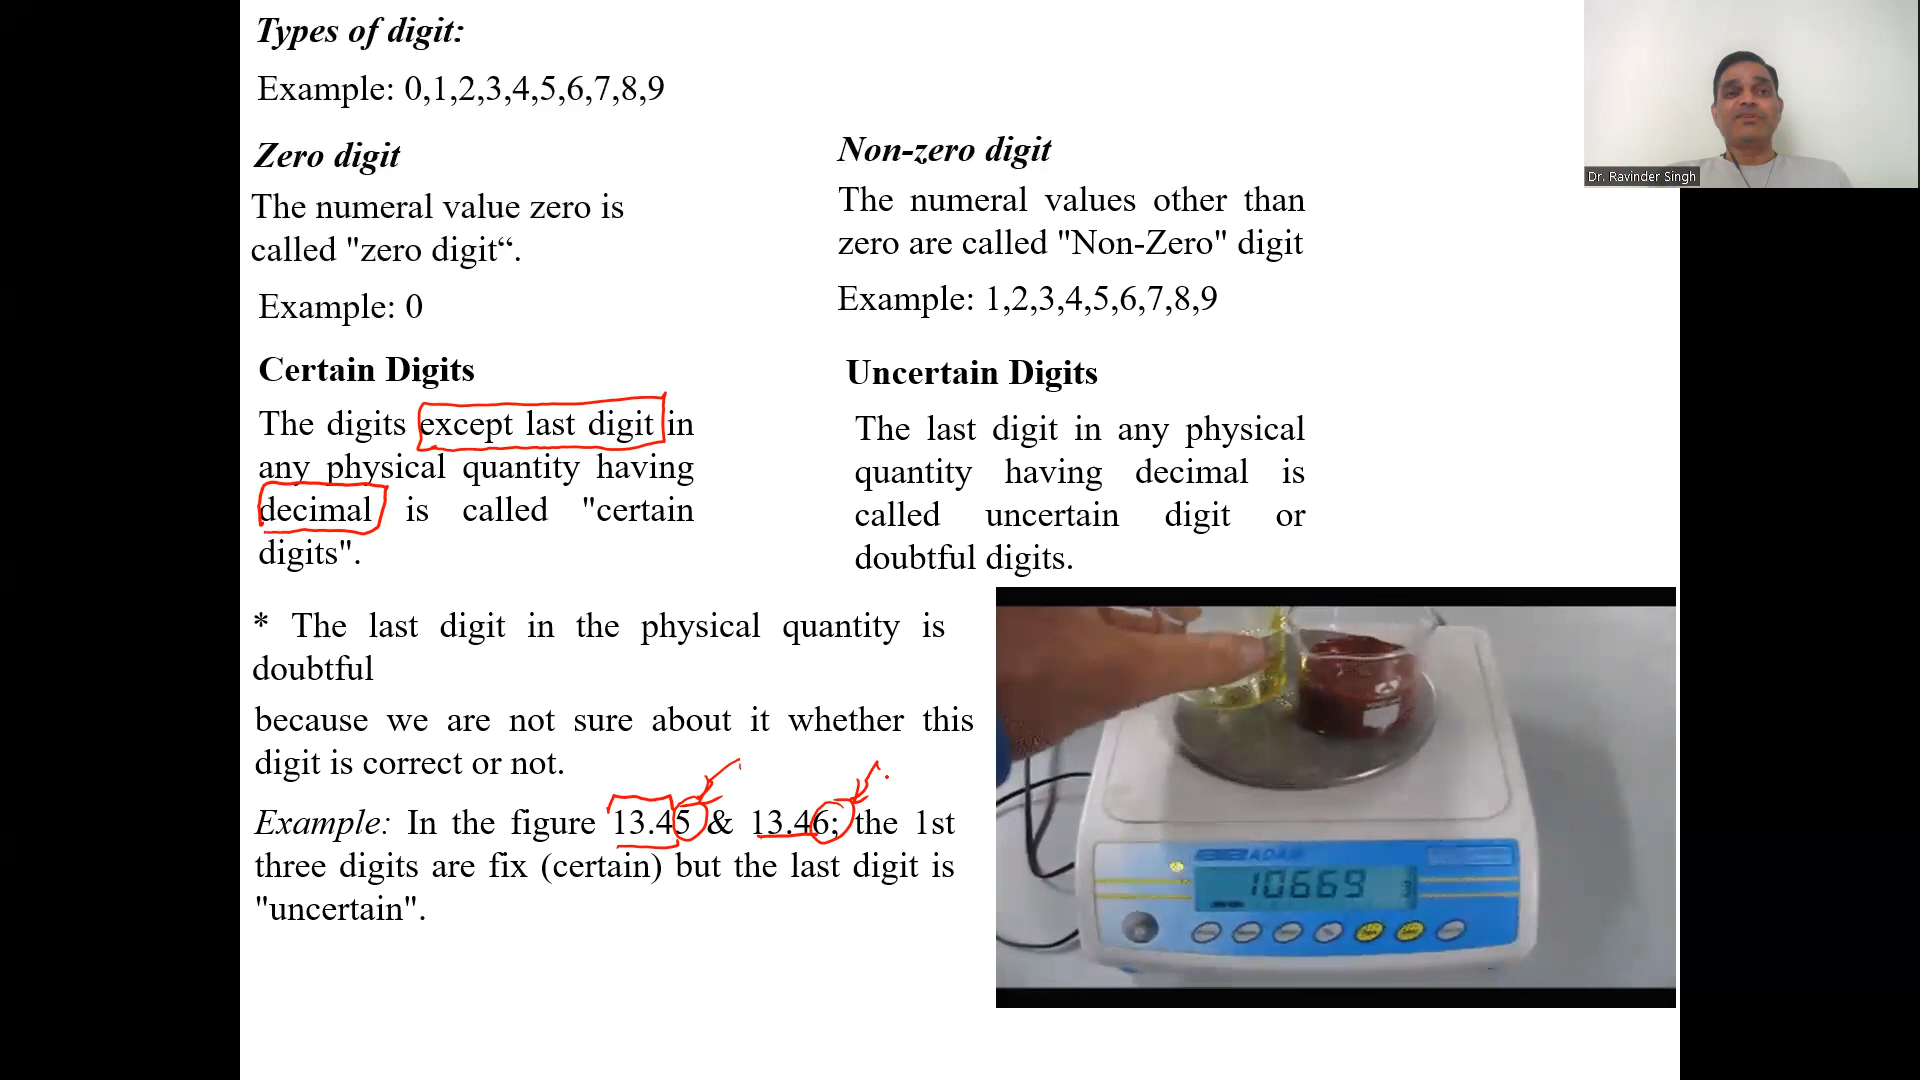 Types of digit:
Example: 0,1,2,3,4,5,6,7,8,9
Zero digit
The numeral value zero is
called "zero digit“.
Example: 0
Non-zero digit
The numeral values other than
zero are called "Non-Zero" digit
Example: 1,2,3,4,5,6,7,8,9
Certain Digits
The digits except last digit in
any physical quantity having
decimal is called "certain
digits".
Uncertain Digits
The last digit in any physical
quantity having decimal is
called uncertain digit or
doubtful digits.
* The last digit in the physical quantity is
doubtful
because we are not sure about it whether this
digit is correct or not.
Example: In the figure 13.45 & 13.46; the 1st
three digits are fix (certain) but the last digit is
"uncertain".
ADAM
10669
Dr. Ravinder Singh